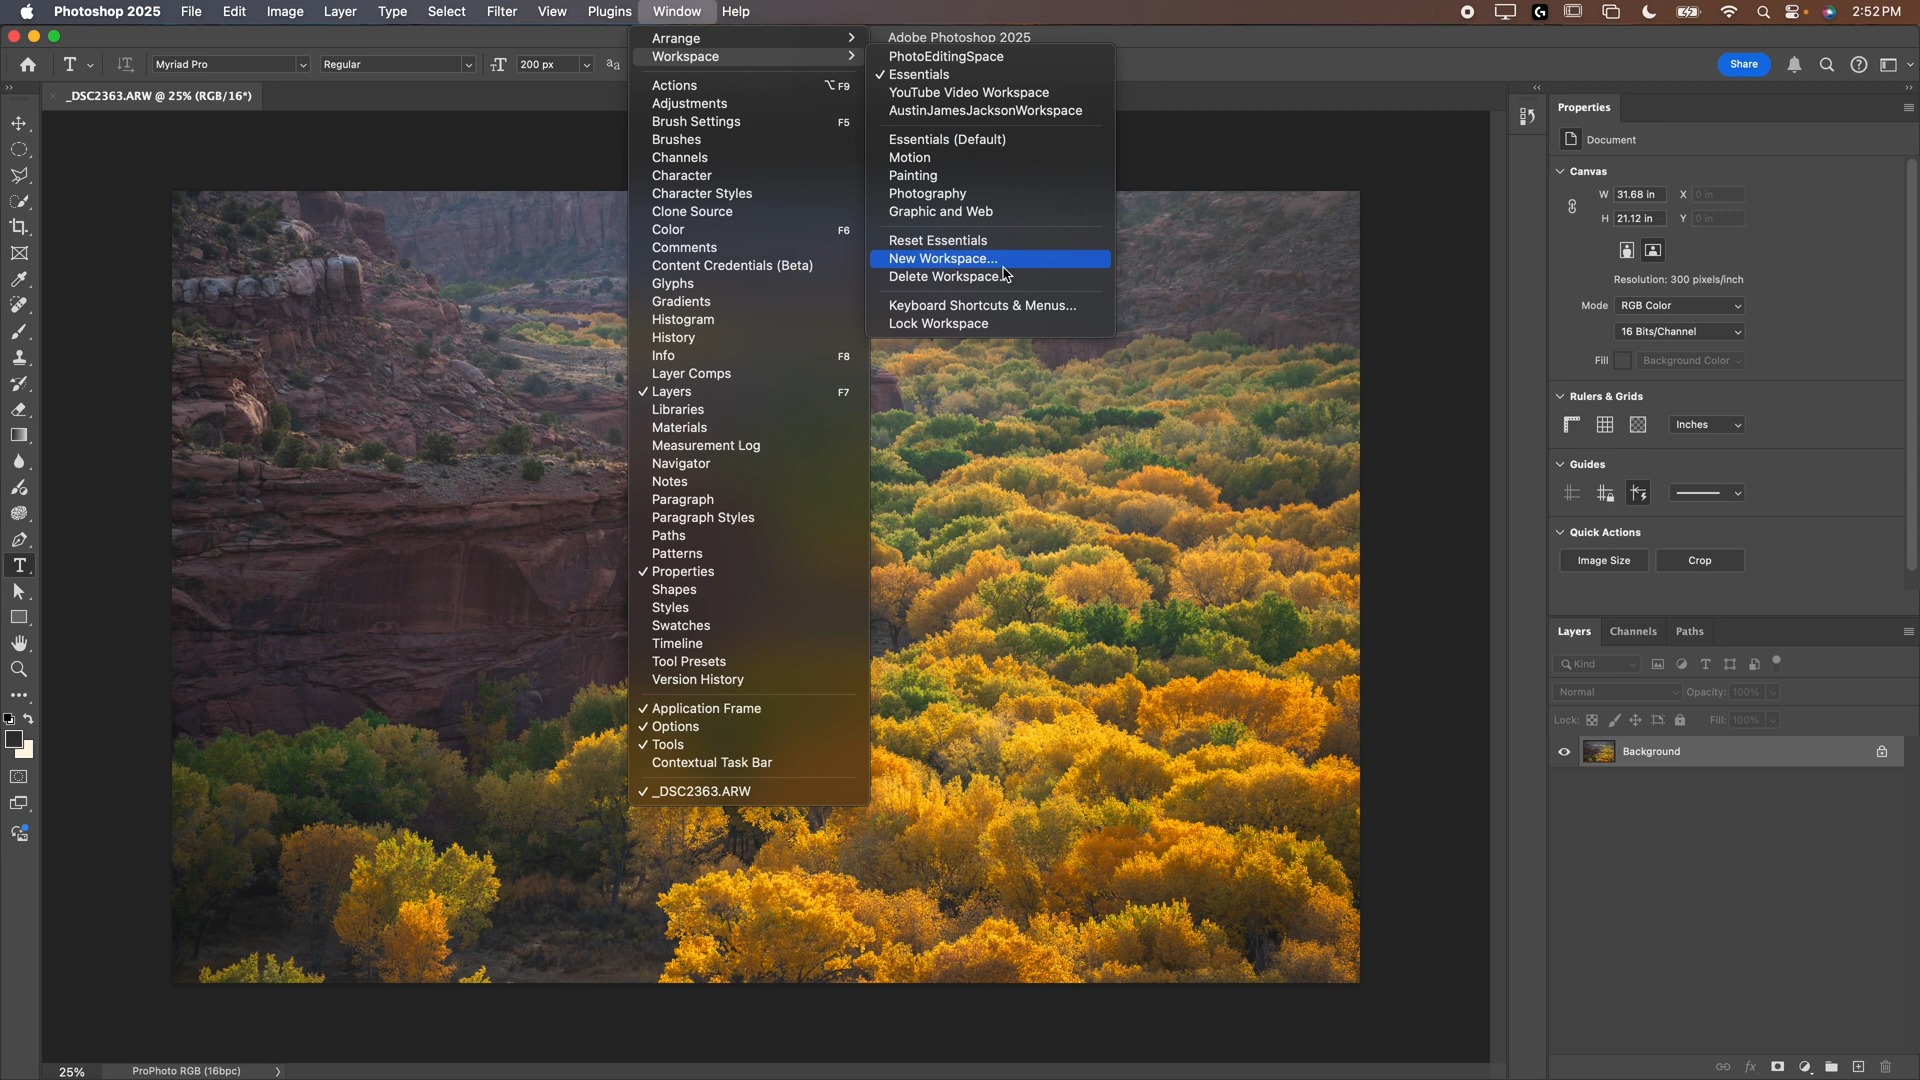 Photoshop 2025 File Edit Image Layer Type Select Filter View Plugins Window Help 2:52 PM
Adobe Photoshop 2025
T Myriad Pro Regular 200 px aa Share
_DSC2363.ARW @ 25% (RGB/16*)
Arrange
Workspace
Actions ⌥ F9
Adjustments
Brush Settings F5
Brushes
Channels
Character
Character Styles
Clone Source
Color F6
Comments
Content Credentials (Beta)
Glyphs
Gradients
Histogram
History
Info F8
Layer Comps
✓ Layers F7
Libraries
Materials
Measurement Log
Navigator
Notes
Paragraph
Paragraph Styles
Paths
Patterns
✓ Properties
Shapes
Styles
Swatches
Timeline
Tool Presets
Version History
✓ Application Frame
✓ Options
✓ Tools
Contextual Task Bar
✓ _DSC2363.ARW
PhotoEditingSpace
✓ Essentials
YouTube Video Workspace
AustinJamesJacksonWorkspace
Essentials (Default)
Motion
Painting
Photography
Graphic and Web
Reset Essentials
New Workspace...
Delete Workspace...
Keyboard Shortcuts & Menus...
Lock Workspace
Properties
Document
Canvas
W 31.68 in X 0 in
H 21.12 in Y 0 in
Resolution: 300 pixels/inch
Mode RGB Color
16 Bits/Channel
Fill Background Color
Rulers & Grids
Inches
Guides
Quick Actions
Image Size Crop
Layers Channels Paths
Kind
Normal Opacity: 100%
Lock: Fill: 100%
Background
fx
25% ProPhoto RGB (16bpc)